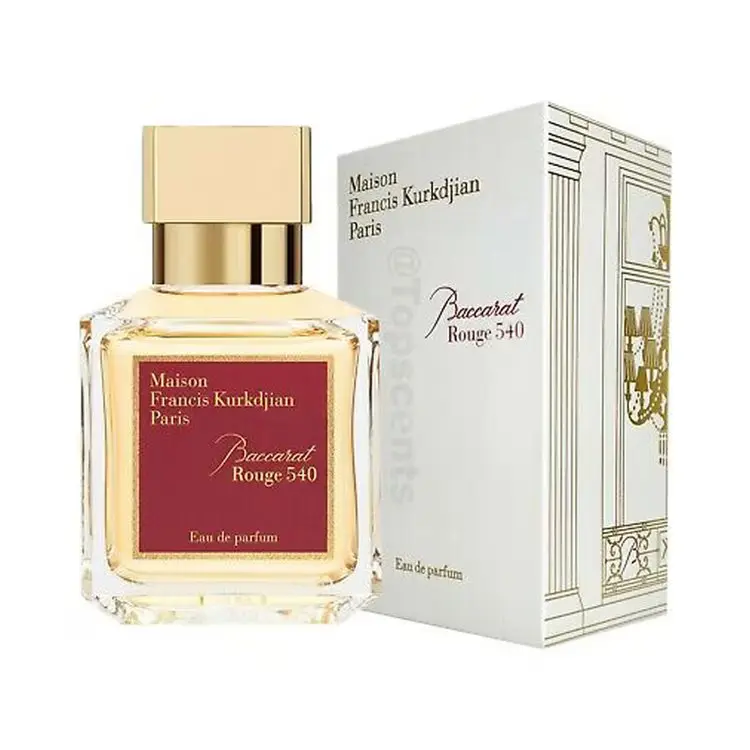 Maison
Francis Kurkdjian
Paris
Baccarat
Rouge 540
Eau de parfum
Maison
Francis Kurkdjian
Paris
Baccarat
Rouge 540
Eau de parfum
@Topscents
B